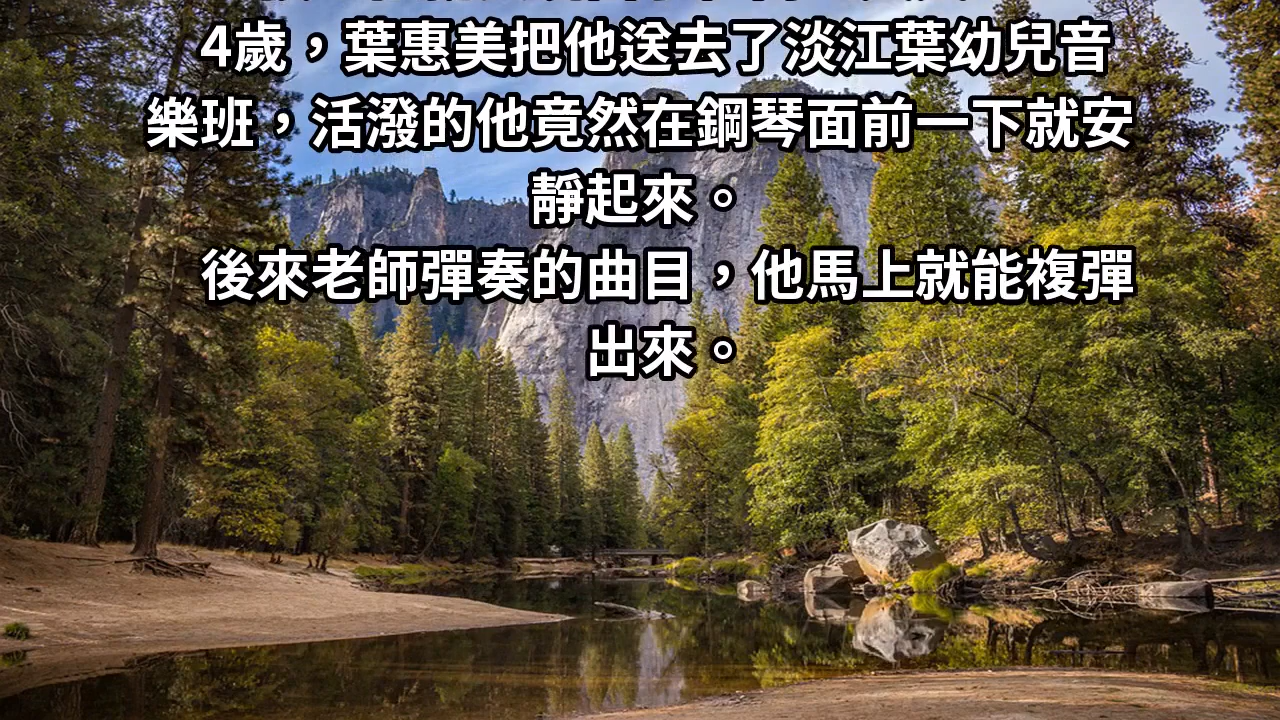 4歲，葉惠美把他送去了淡江葉幼兒音
樂班，活潑的他竟然在鋼琴面前一下就安
靜起來。
後來老師彈奏的曲目，他馬上就能複彈
出來。